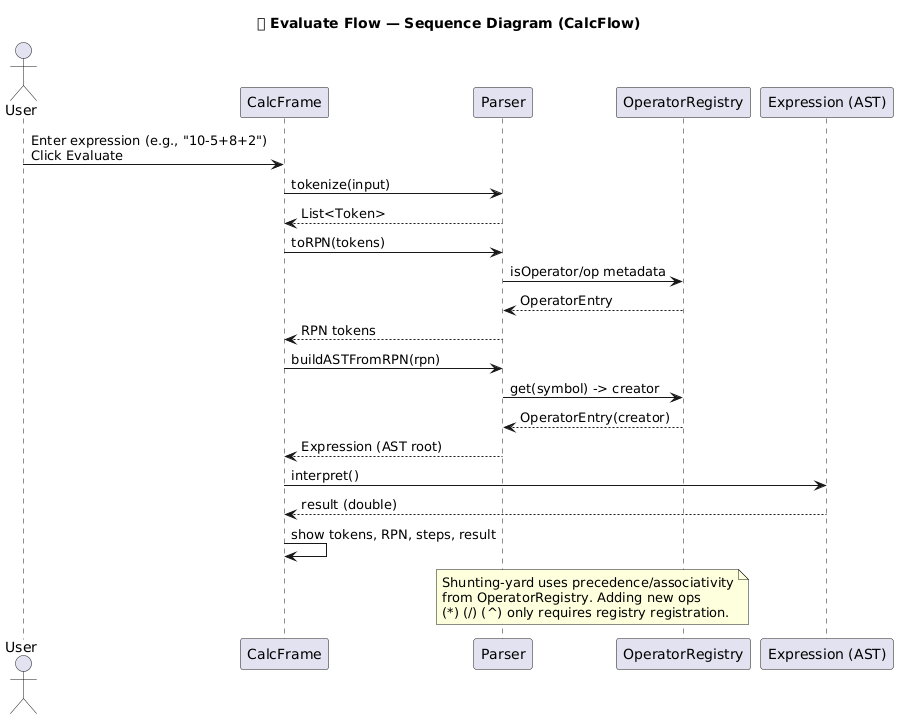 Evaluate Flow — Sequence Diagram (CalcFlow)
User
CalcFrame
Parser
OperatorRegistry
Expression (AST)
Enter expression (e.g., "10-5+8+2")
Click Evaluate
tokenize(input)
List<Token>
toRPN(tokens)
isOperator/op metadata
OperatorEntry
RPN tokens
buildASTFromRPN(rpn)
get(symbol) -> creator
OperatorEntry(creator)
Expression (AST root)
interpret()
result (double)
show tokens, RPN, steps, result
Shunting-yard uses precedence/associativity
from OperatorRegistry. Adding new ops
(*) (/) (^) only requires registry registration.
User
CalcFrame
Parser
OperatorRegistry
Expression (AST)